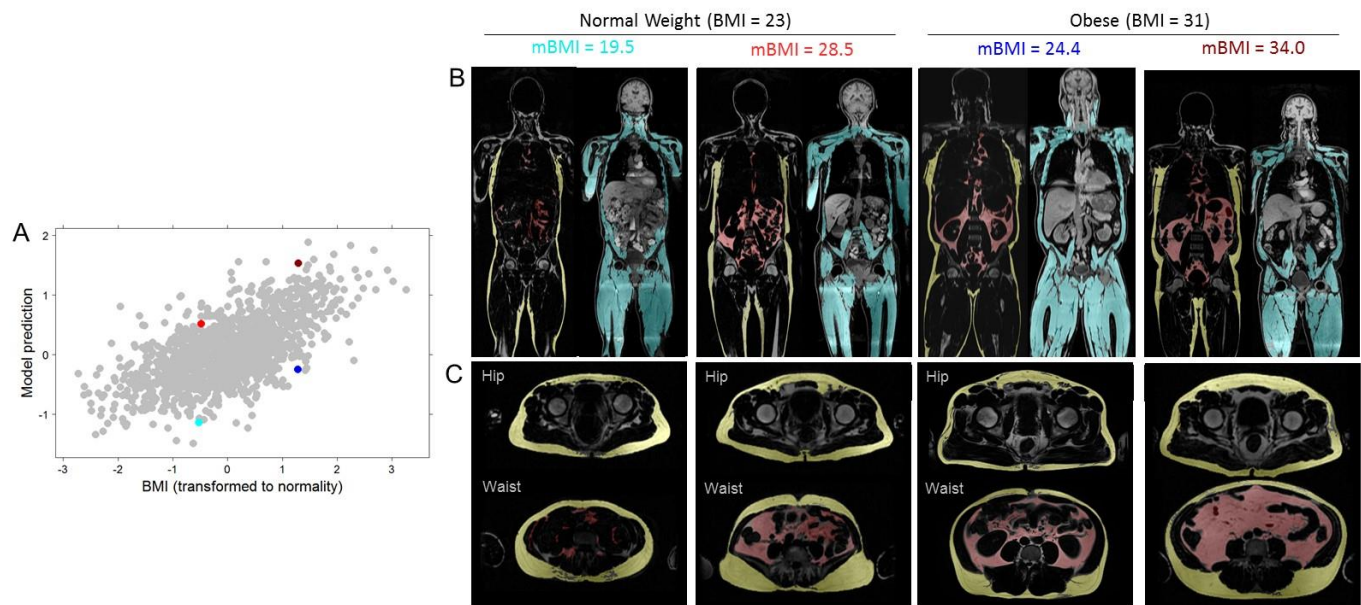 Normal Weight (BMI = 23)
Obese (BMI = 31)
mBMI = 19.5
mBMI = 28.5
mBMI = 24.4
mBMI = 34.0
B
A
2
1
0
-1
Model prediction
-3
-2
-1
0
1
2
3
BMI (transformed to normality)
C
Hip
Hip
Hip
Waist
Waist
Waist